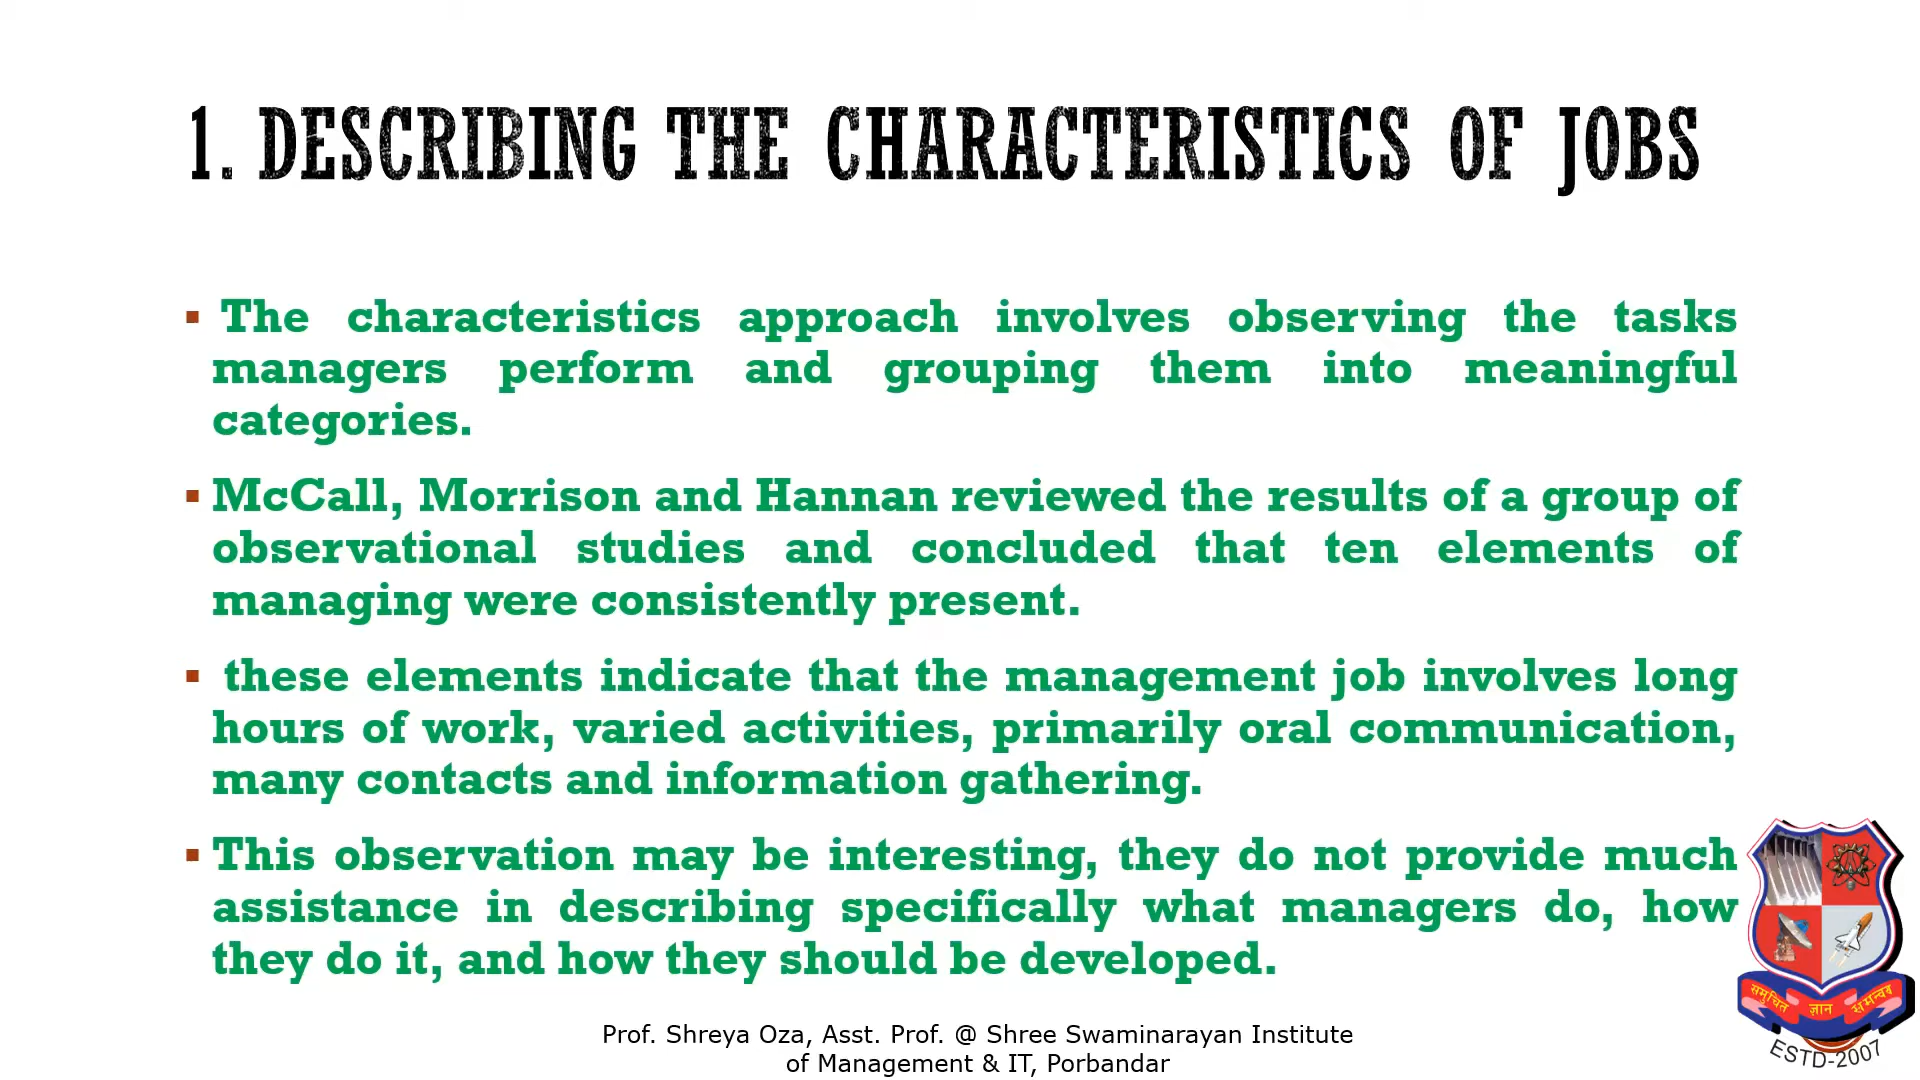 1. DESCRIBING THE CHARACTERISTICS OF JOBS
▪ The characteristics approach involves observing the tasks
managers perform and grouping them into meaningful
categories.
▪ McCall, Morrison and Hannan reviewed the results of a group of
observational studies and concluded that ten elements of
managing were consistently present.
▪ these elements indicate that the management job involves long
hours of work, varied activities, primarily oral communication,
many contacts and information gathering.
▪ This observation may be interesting, they do not provide much
assistance in describing specifically what managers do, how
they do it, and how they should be developed.
समुचित ज्ञान समन्वय
ESTD-2007
Prof. Shreya Oza, Asst. Prof. @ Shree Swaminarayan Institute
of Management & IT, Porbandar